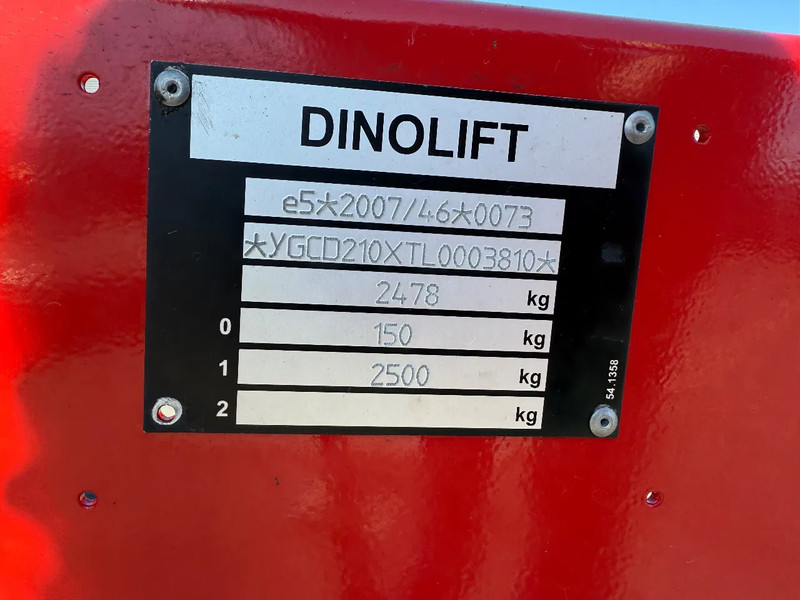 DINOLIFT
e5*2007/46*0073
*YGCD210XTL0003810*
2478 kg
0 150 kg
1 2500 kg
2 kg
54.1358